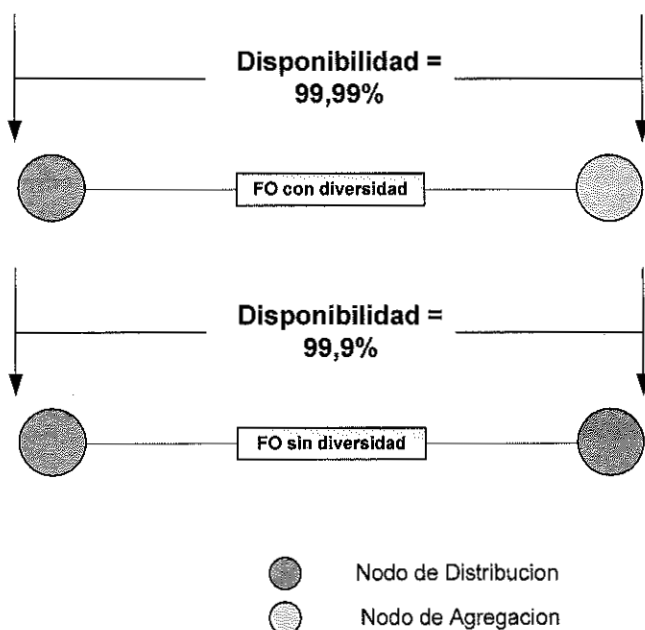 Disponibilidad =
99,99%
FO con diversidad
Disponibilidad =
99,9%
FO sin diversidad
Nodo de Distribucion
Nodo de Agregacion